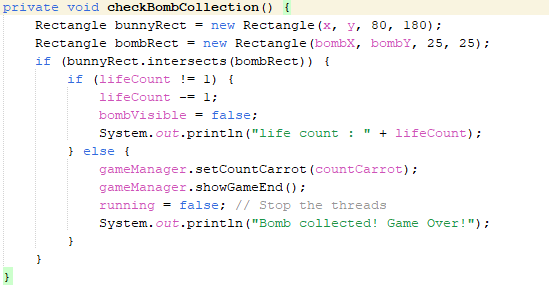 private void checkBombCollection() {
    Rectangle bunnyRect = new Rectangle(x, y, 80, 180);
    Rectangle bombRect = new Rectangle(bombX, bombY, 25, 25);
    if (bunnyRect.intersects(bombRect)) {
        if (lifeCount != 1) {
            lifeCount -= 1;
            bombVisible = false;
            System.out.println("life count : " + lifeCount);
        } else {
            gameManager.setCountCarrot(countCarrot);
            gameManager.showGameEnd();
            running = false; // Stop the threads
            System.out.println("Bomb collected! Game Over!");
        }
    }
}